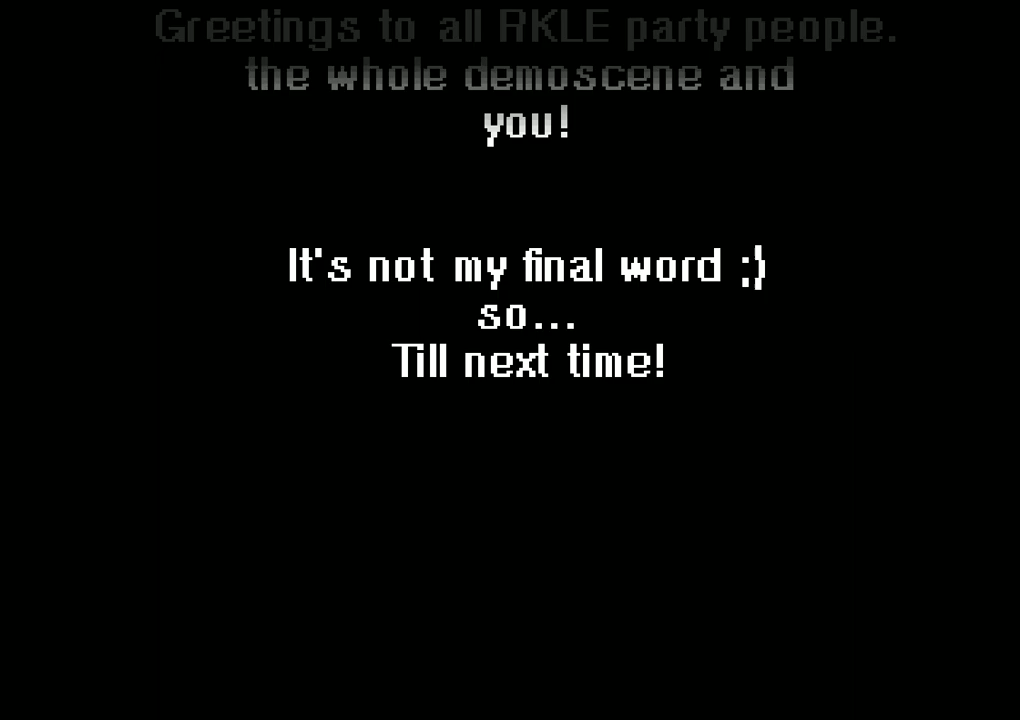 Greetings to all RKLE party people.
the whole demoscene and
you!
It's not my final word ;)
so...
Till next time!